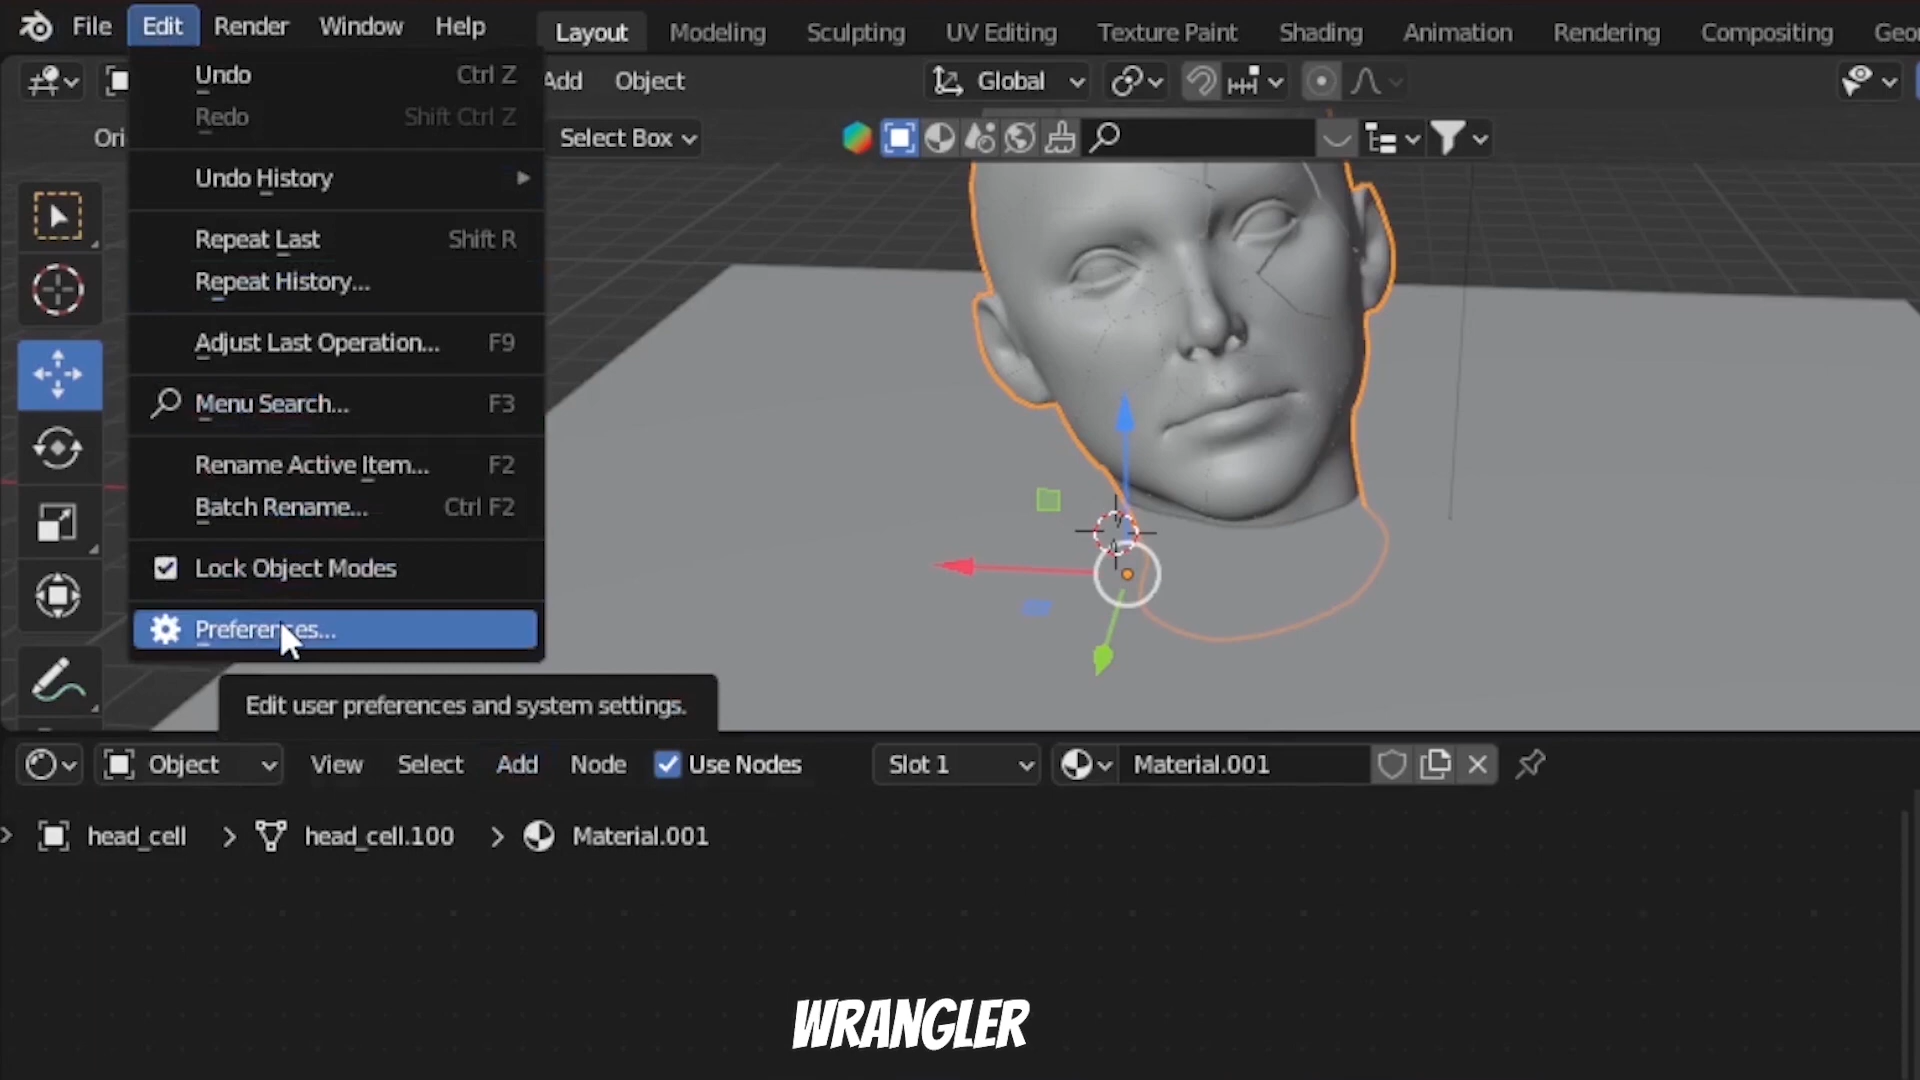 File Edit Render Window Help Layout Modeling Sculpting UV Editing Texture Paint Shading Animation Rendering Compositing
Add Object Global
Select Box
Undo Ctrl Z
Redo Shift Ctrl Z
Undo History
Repeat Last Shift R
Repeat History...
Adjust Last Operation... F9
Menu Search... F3
Rename Active Item... F2
Batch Rename... Ctrl F2
Lock Object Modes
Preferences...
Edit user preferences and system settings.
Object View Select Add Node Use Nodes Slot 1 Material.001
head_cell head_cell.100 Material.001
WRANGLER